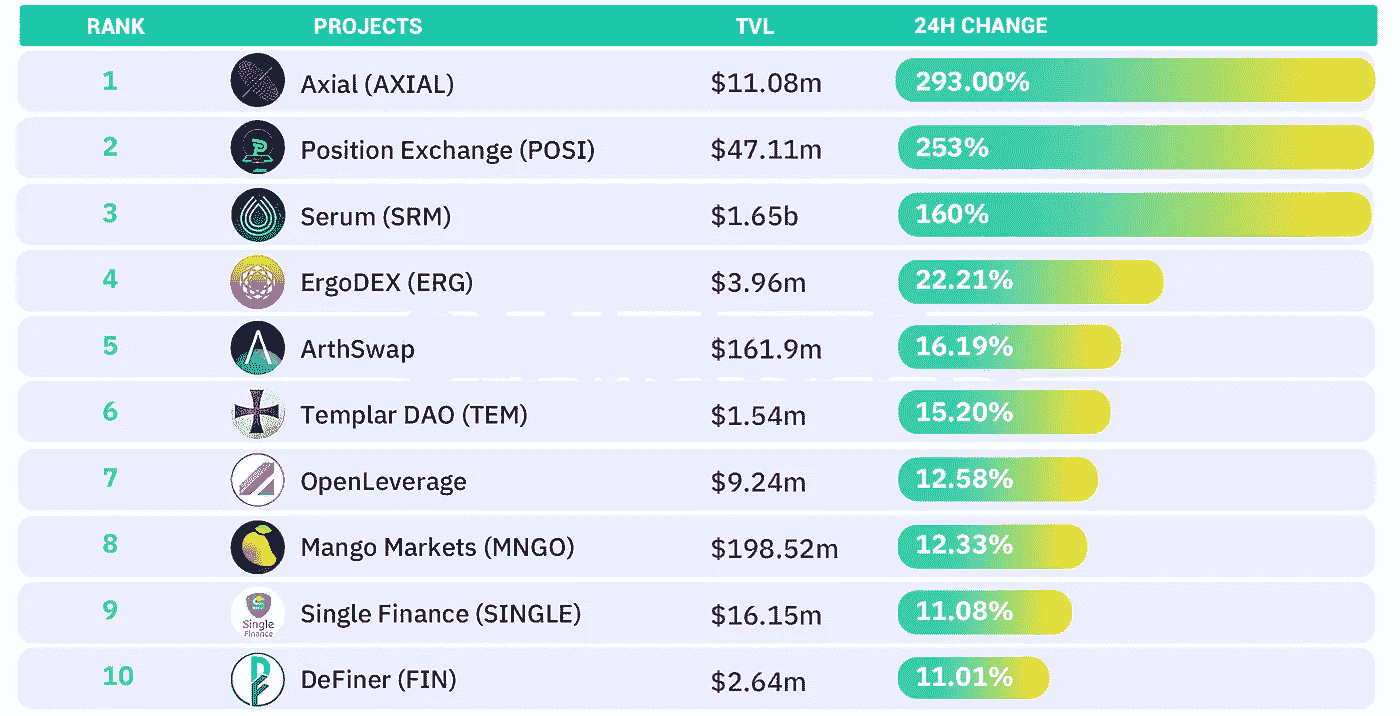 RANK PROJECTS TVL 24H CHANGE
1 Axial (AXIAL) $11.08m 293.00%
2 Position Exchange (POSI) $47.11m 253%
3 Serum (SRM) $1.65b 160%
4 ErgoDEX (ERG) $3.96m 22.21%
5 ArthSwap $161.9m 16.19%
6 Templar DAO (TEM) $1.54m 15.20%
7 OpenLeverage $9.24m 12.58%
8 Mango Markets (MNGO) $198.52m 12.33%
9 Single Finance Single Finance (SINGLE) $16.15m 11.08%
10 DeFiner (FIN) $2.64m 11.01%